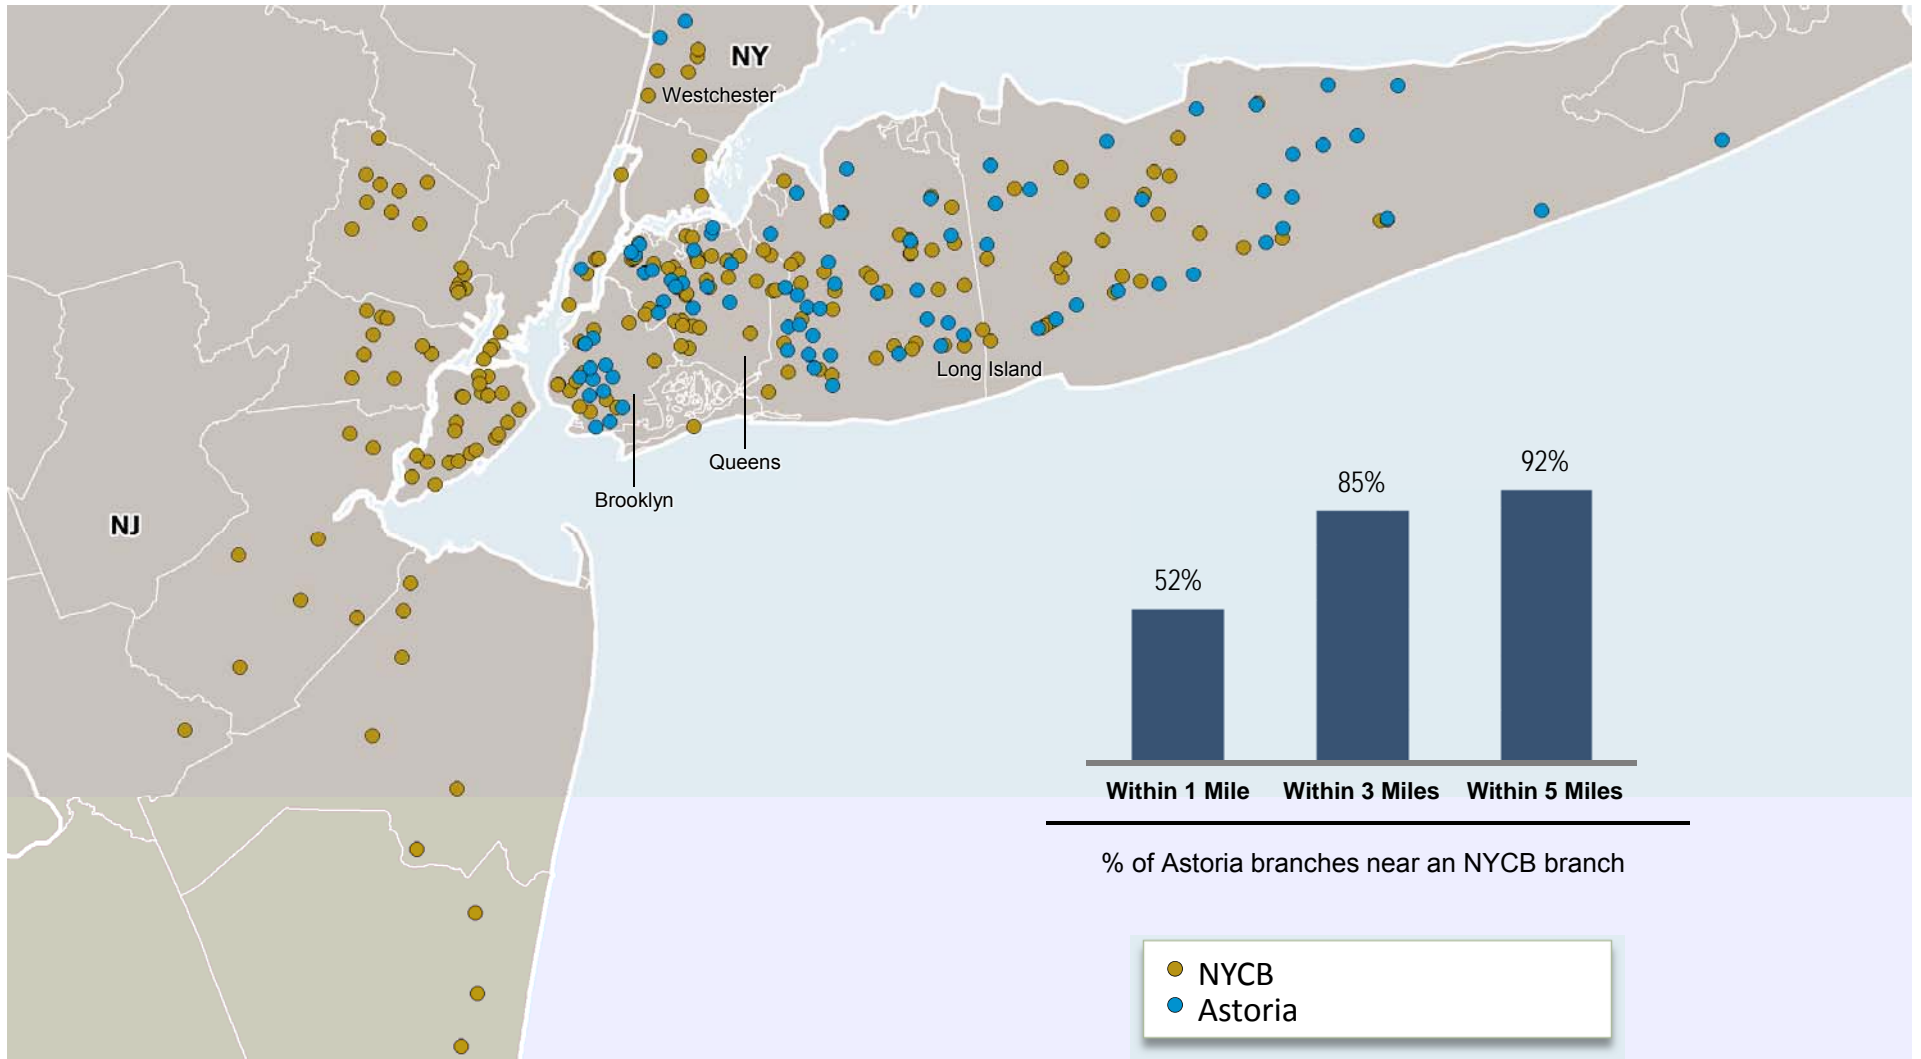 NY
Westchester
Long Island
Queens
Brooklyn
NJ
52%
85%
92%
Within 1 Mile
Within 3 Miles
Within 5 Miles
% of Astoria branches near an NYCB branch
NYCB
Astoria